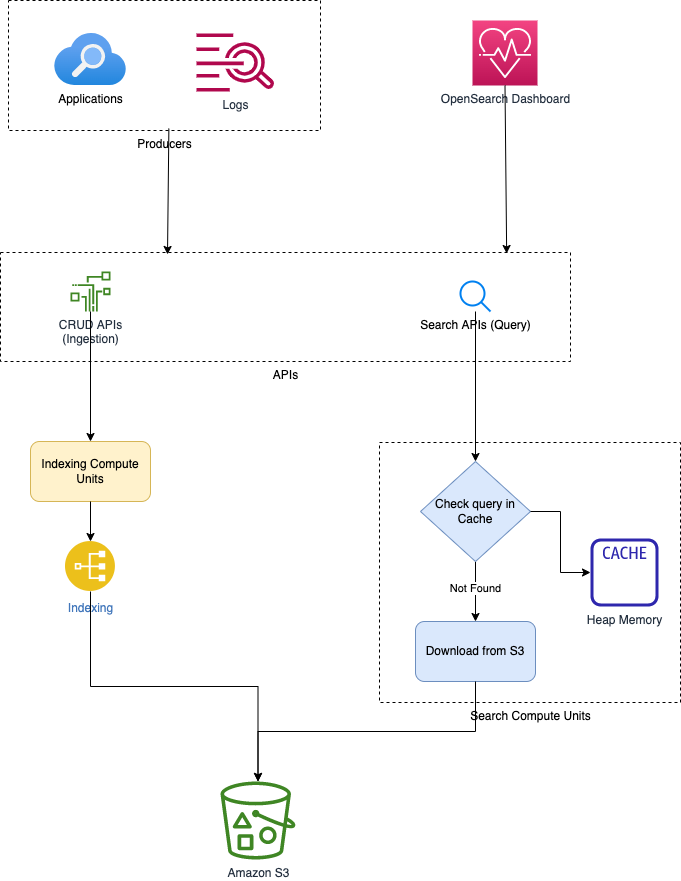 Applications
Logs
OpenSearch Dashboard
Producers
CRUD APIs
(Ingestion)
Search APIs (Query)
APIs
Indexing Compute
Units
Check query in
Cache
CACHE
Heap Memory
Not Found
Indexing
Download from S3
Search Compute Units
Amazon S3